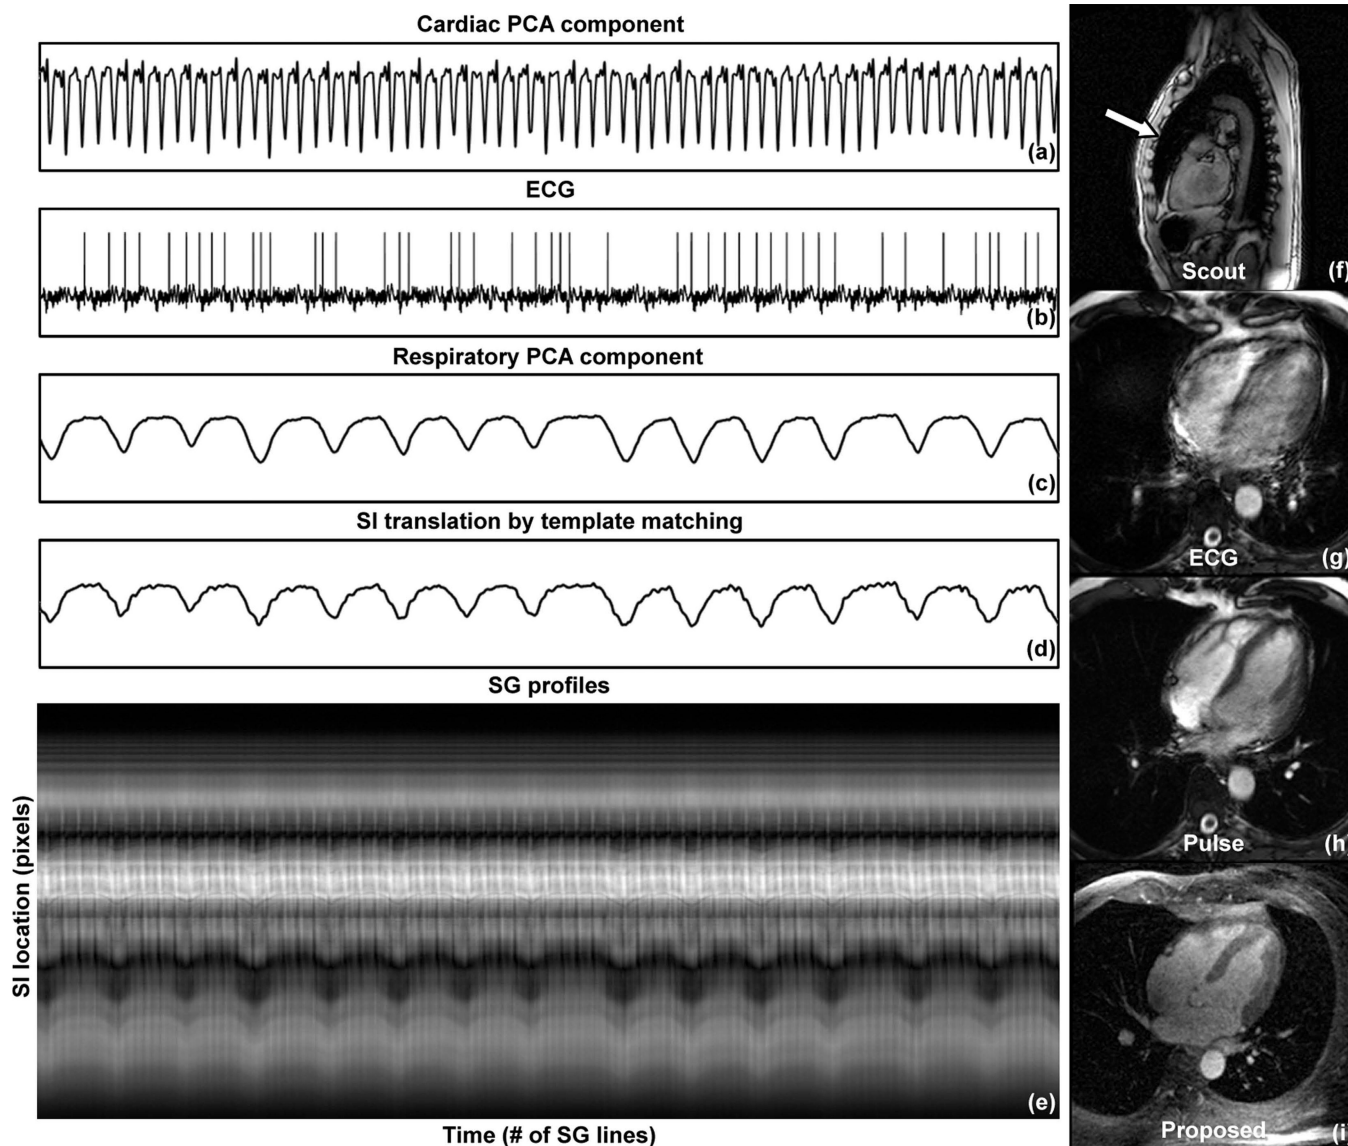 Cardiac PCA component
(a)
ECG
(b)
Respiratory PCA component
(c)
SI translation by template matching
(d)
SG profiles
SI location (pixels)
(e)
Time (# of SG lines)
Scout
(f)
ECG
(g)
Pulse
(h)
Proposed
(i)